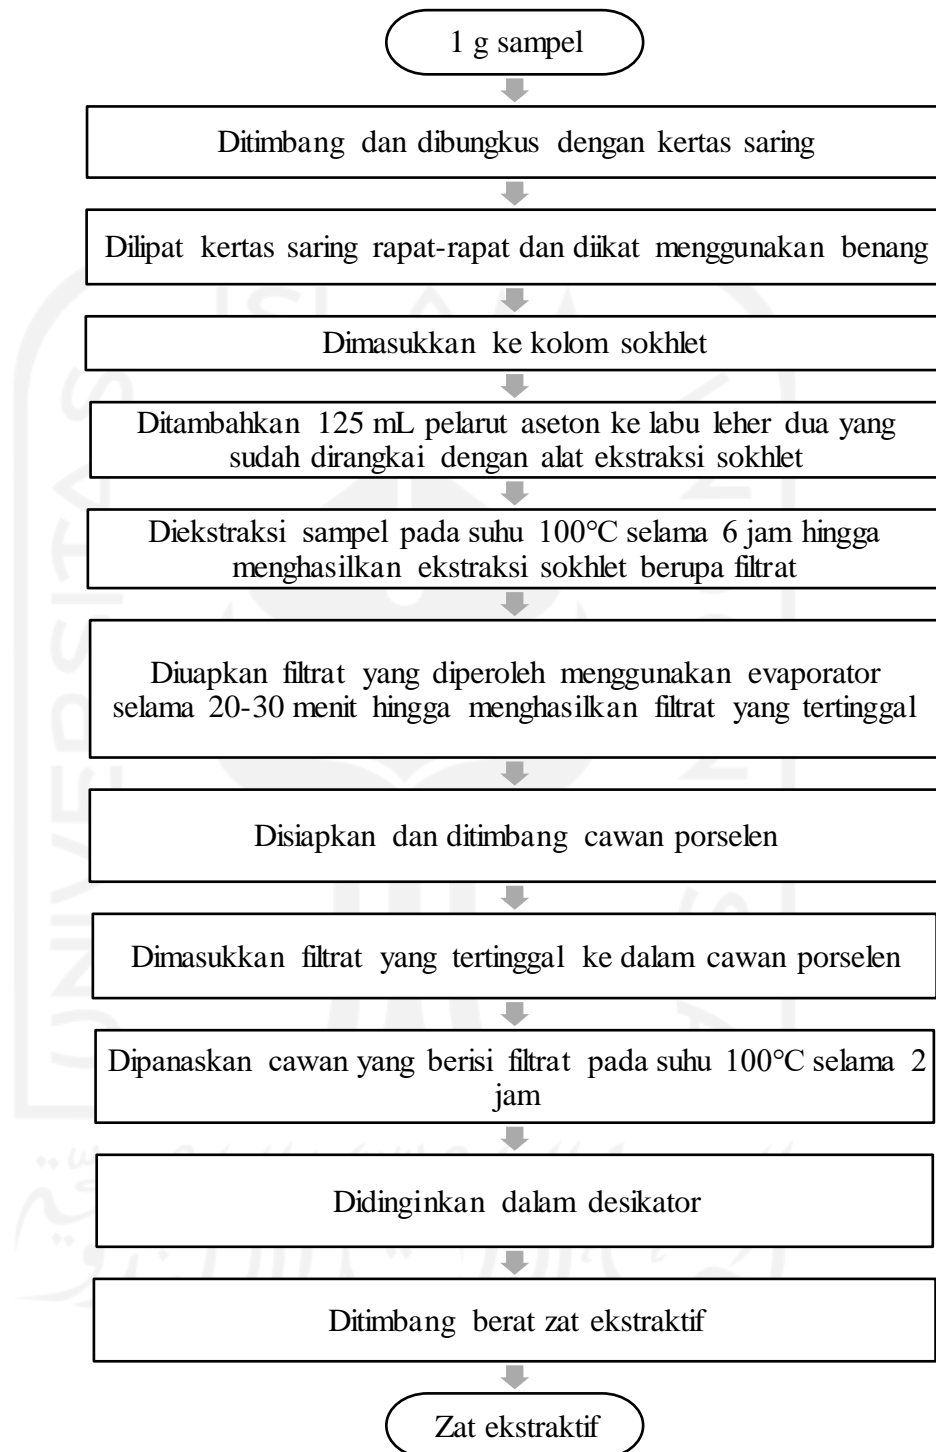 1 g sampel
Ditimbang dan dibungkus dengan kertas saring
Dilipat kertas saring rapat-rapat dan diikat menggunakan benang
Dimasukkan ke kolom sokhlet
Ditambahkan 125 mL pelarut aseton ke labu leher dua yang
sudah dirangkai dengan alat ekstraksi sokhlet
Diekstraksi sampel pada suhu 100°C selama 6 jam hingga
menghasilkan ekstraksi sokhlet berupa filtrat
Diuapkan filtrat yang diperoleh menggunakan evaporator
selama 20-30 menit hingga menghasilkan filtrat yang tertinggal
Disiapkan dan ditimbang cawan porselen
Dimasukkan filtrat yang tertinggal ke dalam cawan porselen
Dipanaskan cawan yang berisi filtrat pada suhu 100°C selama 2
jam
Didinginkan dalam desikator
Ditimbang berat zat ekstraktif
Zat ekstraktif